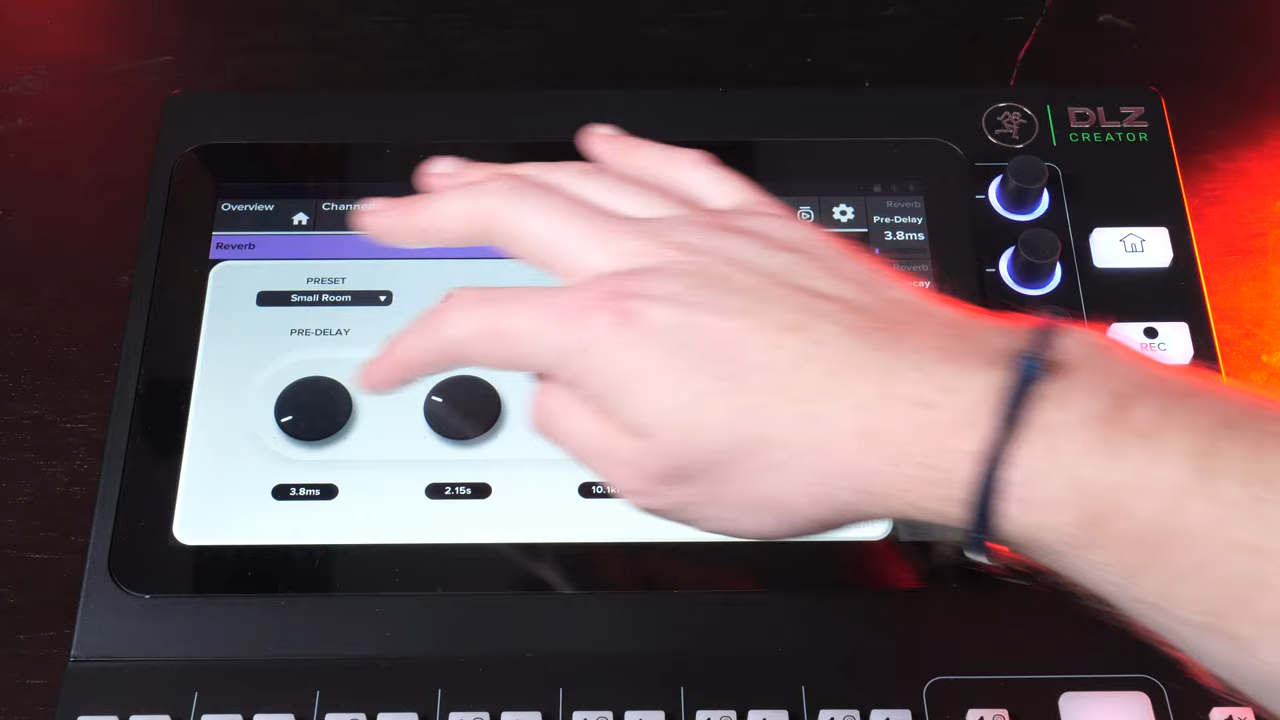 DLZ
CREATOR
Overview
Reverb
Pre-Delay
3.8ms
Reverb
Reverb
PRESET
Small Room
PRE-DELAY
3.8ms
2.15s
REC